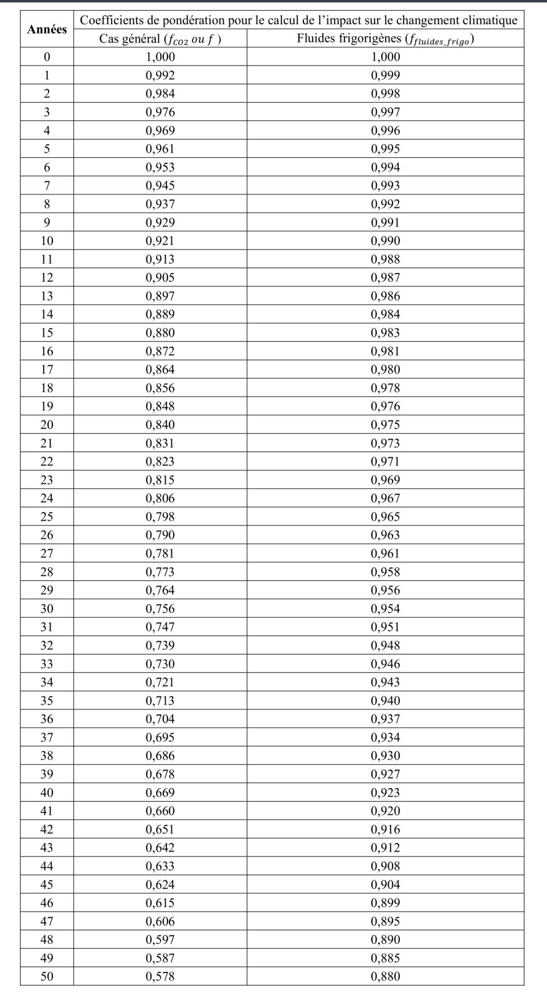 Coefficients de pondération pour le calcul de l’impact sur le changement climatique
Années
Cas général (fCO2 ou f ) Fluides frigorigènes (ffluides_frigo)
0 1,000 1,000
1 0,992 0,999
2 0,984 0,998
3 0,976 0,997
4 0,969 0,996
5 0,961 0,995
6 0,953 0,994
7 0,945 0,993
8 0,937 0,992
9 0,929 0,991
10 0,921 0,990
11 0,913 0,988
12 0,905 0,987
13 0,897 0,986
14 0,889 0,984
15 0,880 0,983
16 0,872 0,981
17 0,864 0,980
18 0,856 0,978
19 0,848 0,976
20 0,840 0,975
21 0,831 0,973
22 0,823 0,971
23 0,815 0,969
24 0,806 0,967
25 0,798 0,965
26 0,790 0,963
27 0,781 0,961
28 0,773 0,958
29 0,764 0,956
30 0,756 0,954
31 0,747 0,951
32 0,739 0,948
33 0,730 0,946
34 0,721 0,943
35 0,713 0,940
36 0,704 0,937
37 0,695 0,934
38 0,686 0,930
39 0,678 0,927
40 0,669 0,923
41 0,660 0,920
42 0,651 0,916
43 0,642 0,912
44 0,633 0,908
45 0,624 0,904
46 0,615 0,899
47 0,606 0,895
48 0,597 0,890
49 0,587 0,885
50 0,578 0,880